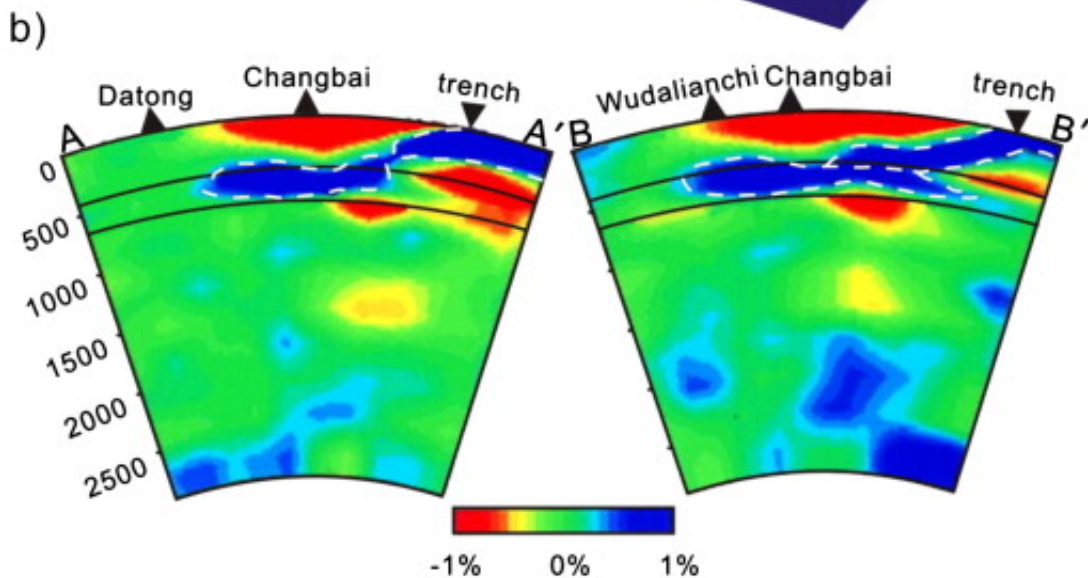 b)
Datong
Changbai
trench
Wudalianchi
Changbai
trench
A
A′
B
B′
0
500
1000
1500
2000
2500
-1%
0%
1%